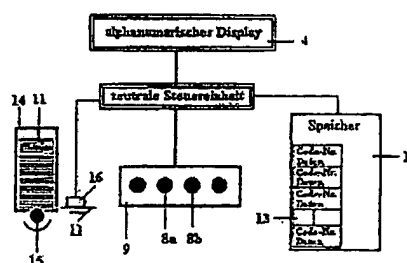 alphanumerischer Display
4
zentrale Steuereinheit
14
11
16
11
15
9
8a
8b
Speicher
Code-Nr.
Daten
Code-Nr.
Daten
Code-Nr.
Daten
13
Code-Nr.
Daten
1